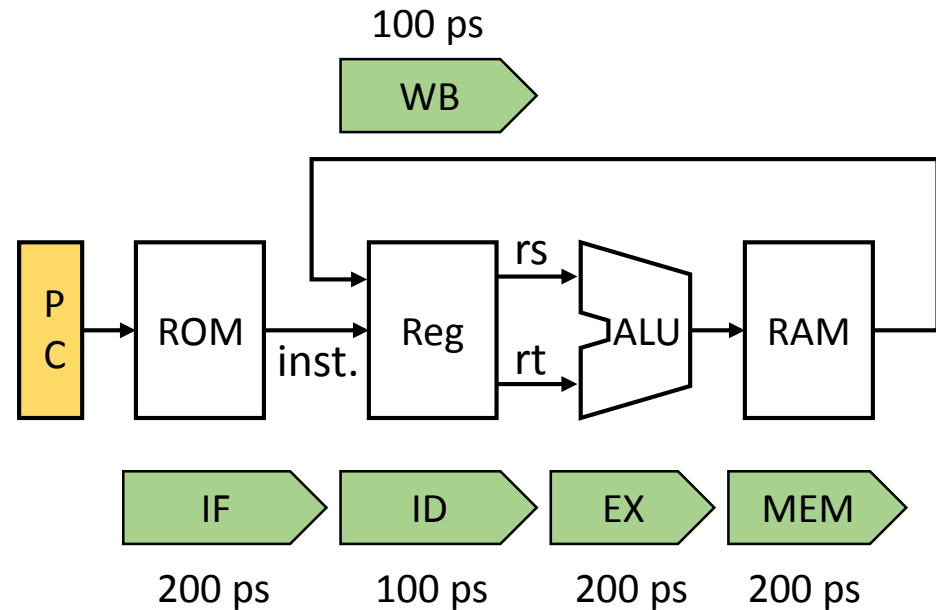 100 ps
WB
P
C
ROM
inst.
Reg
rs
rt
ALU
RAM
IF
ID
EX
MEM
200 ps
100 ps
200 ps
200 ps